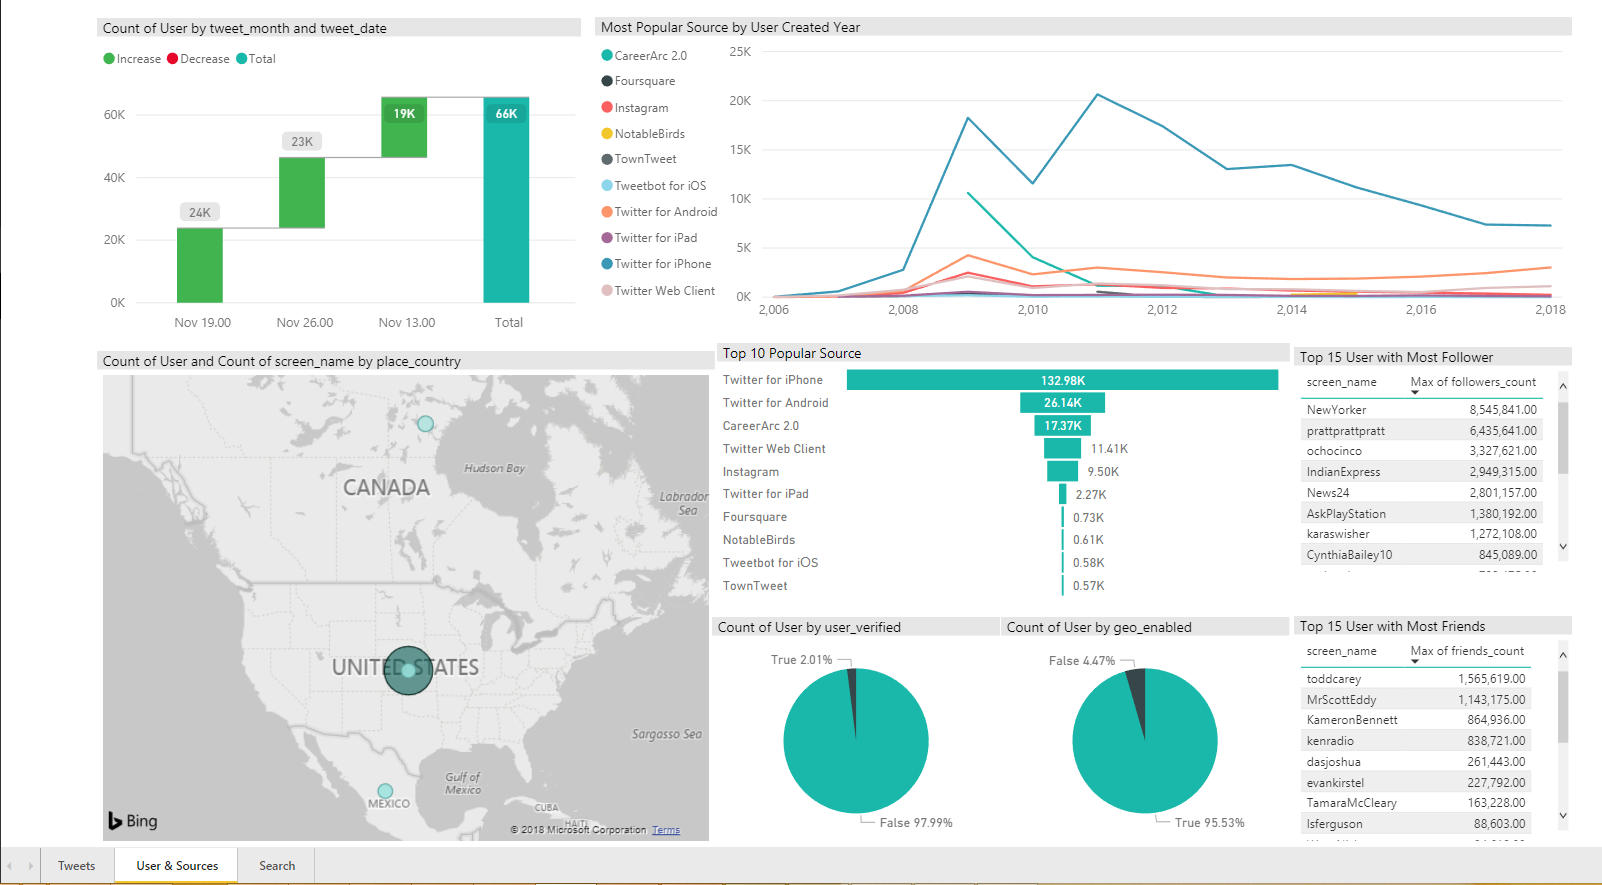 Count of User by tweet_month and tweet_date
Increase Decrease Total
60K
40K
20K
0K
24K
23K
19K
66K
Nov 19.00 Nov 26.00 Nov 13.00 Total
Most Popular Source by User Created Year
CareerArc 2.0
Foursquare
Instagram
NotableBirds
TownTweet
Tweetbot for iOS
Twitter for Android
Twitter for iPad
Twitter for iPhone
Twitter Web Client
25K
20K
15K
10K
5K
0K
2,006 2,008 2,010 2,012 2,014 2,016 2,018
Count of User and Count of screen_name by place_country
CANADA
Hudson Bay
Labrador
Sea
UNITED STATES
Sargasso Sea
Gulf of
Mexico
MEXICO
CUBA
HAITI
Bing
© 2018 Microsoft Corporation Terms
Top 10 Popular Source
Twitter for iPhone 132.98K
Twitter for Android 26.14K
CareerArc 2.0 17.37K
Twitter Web Client 11.41K
Instagram 9.50K
Twitter for iPad 2.27K
Foursquare 0.73K
NotableBirds 0.61K
Tweetbot for iOS 0.58K
TownTweet 0.57K
Top 15 User with Most Follower
screen_name Max of followers_count
NewYorker 8,545,841.00
prattprattpratt 6,435,641.00
ochocinco 3,327,621.00
IndianExpress 2,949,315.00
News24 2,801,157.00
AskPlayStation 1,380,192.00
karaswisher 1,272,108.00
CynthiaBailey10 845,089.00
Count of User by user_verified
True 2.01%
False 97.99%
Count of User by geo_enabled
False 4.47%
True 95.53%
Top 15 User with Most Friends
screen_name Max of friends_count
toddcarey 1,565,619.00
MrScottEddy 1,143,175.00
KameronBennett 864,936.00
kenradio 838,721.00
dasjoshua 261,443.00
evankirstel 227,792.00
TamaraMcCleary 163,228.00
lsferguson 88,603.00
Tweets User & Sources Search